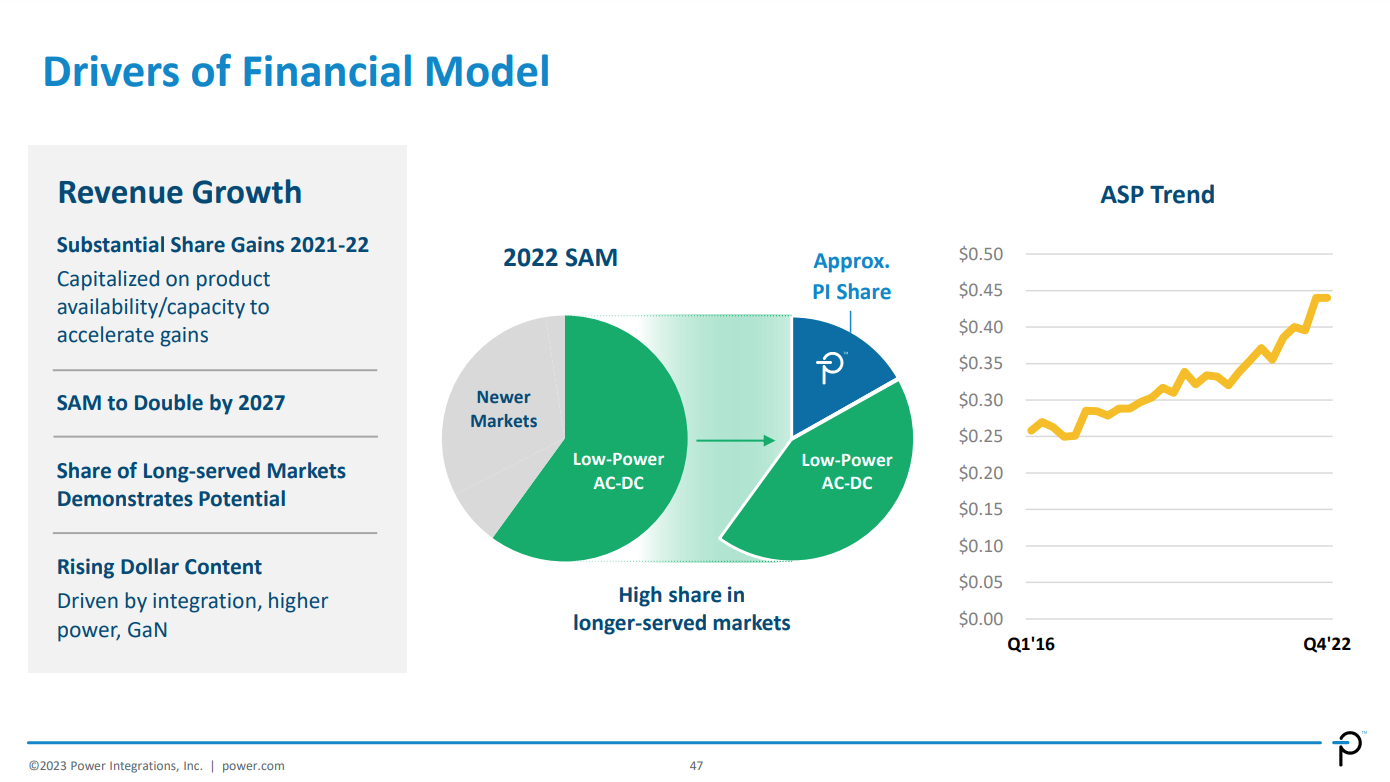 Drivers of Financial Model
Revenue Growth
Substantial Share Gains 2021-22
Capitalized on product
availability/capacity to
accelerate gains
SAM to Double by 2027
Share of Long-served Markets
Demonstrates Potential
Rising Dollar Content
Driven by integration, higher
power, GaN
2022 SAM
Newer
Markets
Low-Power
AC-DC
Approx.
PI Share
Low-Power
AC-DC
High share in
longer-served markets
ASP Trend
$0.50
$0.45
$0.40
$0.35
$0.30
$0.25
$0.20
$0.15
$0.10
$0.05
$0.00
Q1'16
Q4'22
©2023 Power Integrations, Inc. | power.com
47